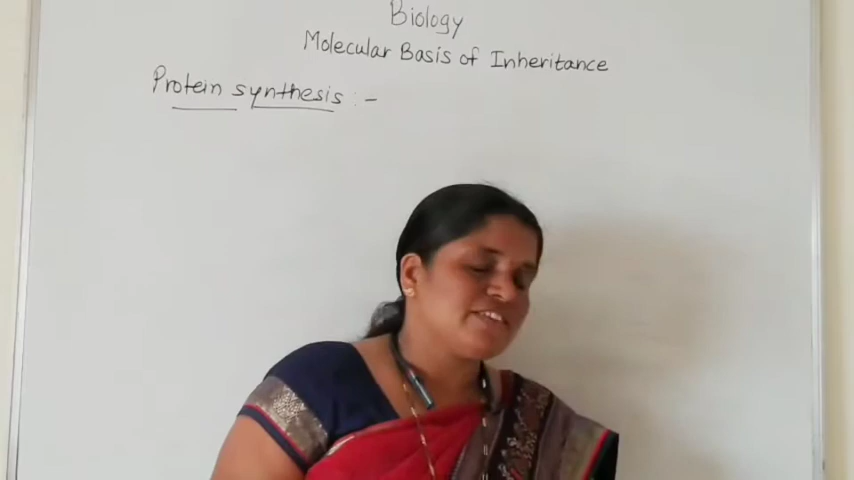 Biology
Molecular Basis of Inheritance
Protein synthesis :-